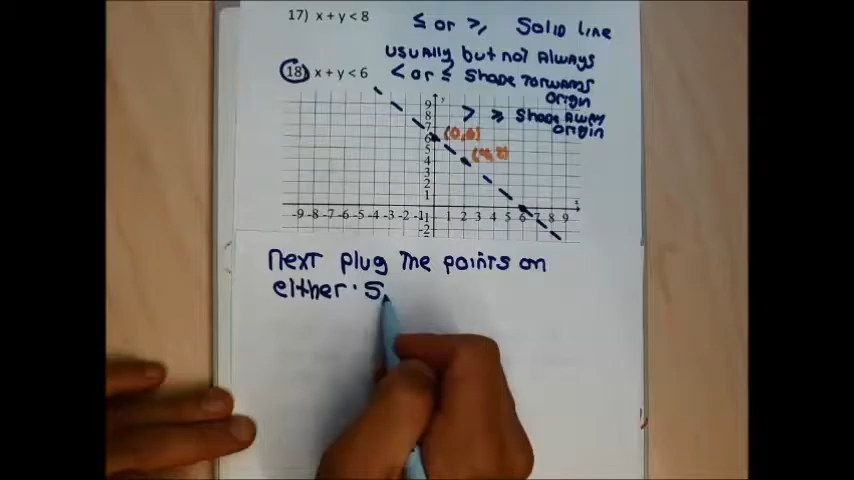 17) x + y < 8
≤ or ≥, Solid Line
usually but not Always
18) x + y < 6
< or ≤ Shade Torwards
origin
> ≥ Shade Away
origin
9
8
7
6
5
4
3
2
1
y
(0,6)
x
-9 -8 -7 -6 -5 -4 -3 -2 -1 1 2 3 4 5 6 7 8 9
-1
-2
Next plug The points on
either S